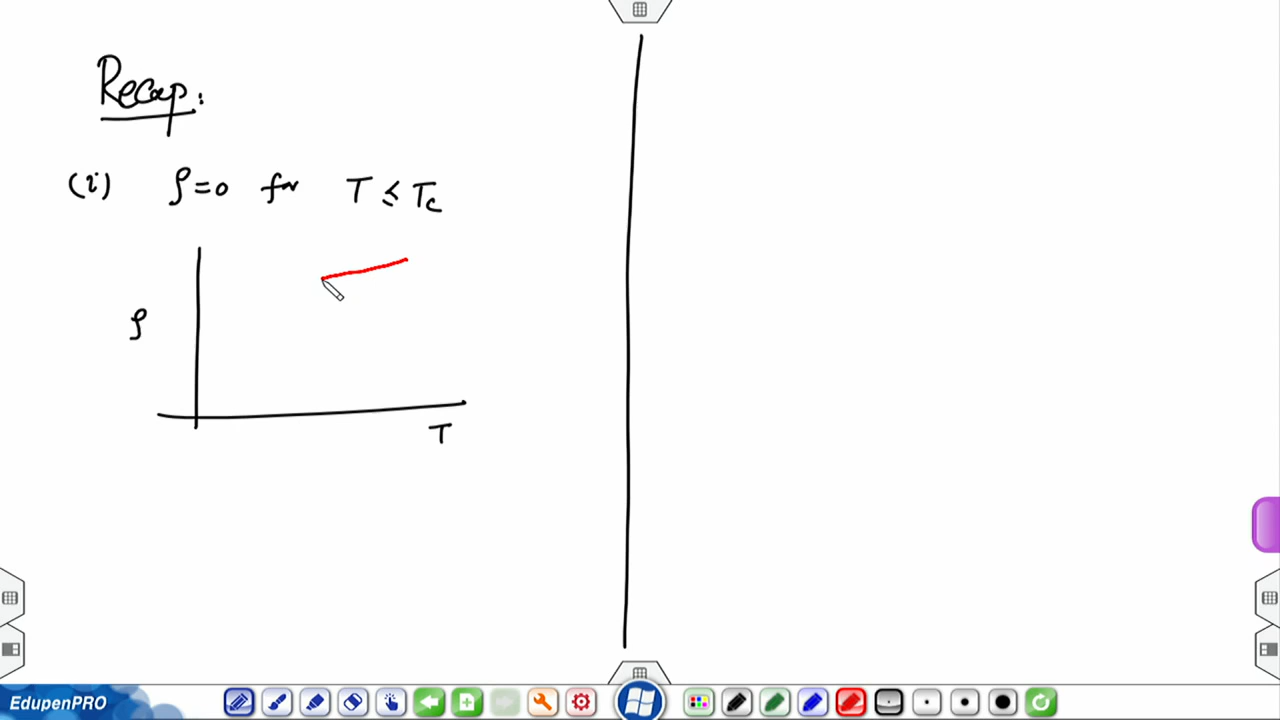 Recap:
(i) ρ=0 for T ≤ Tc
ρ
T
EdupenPRO